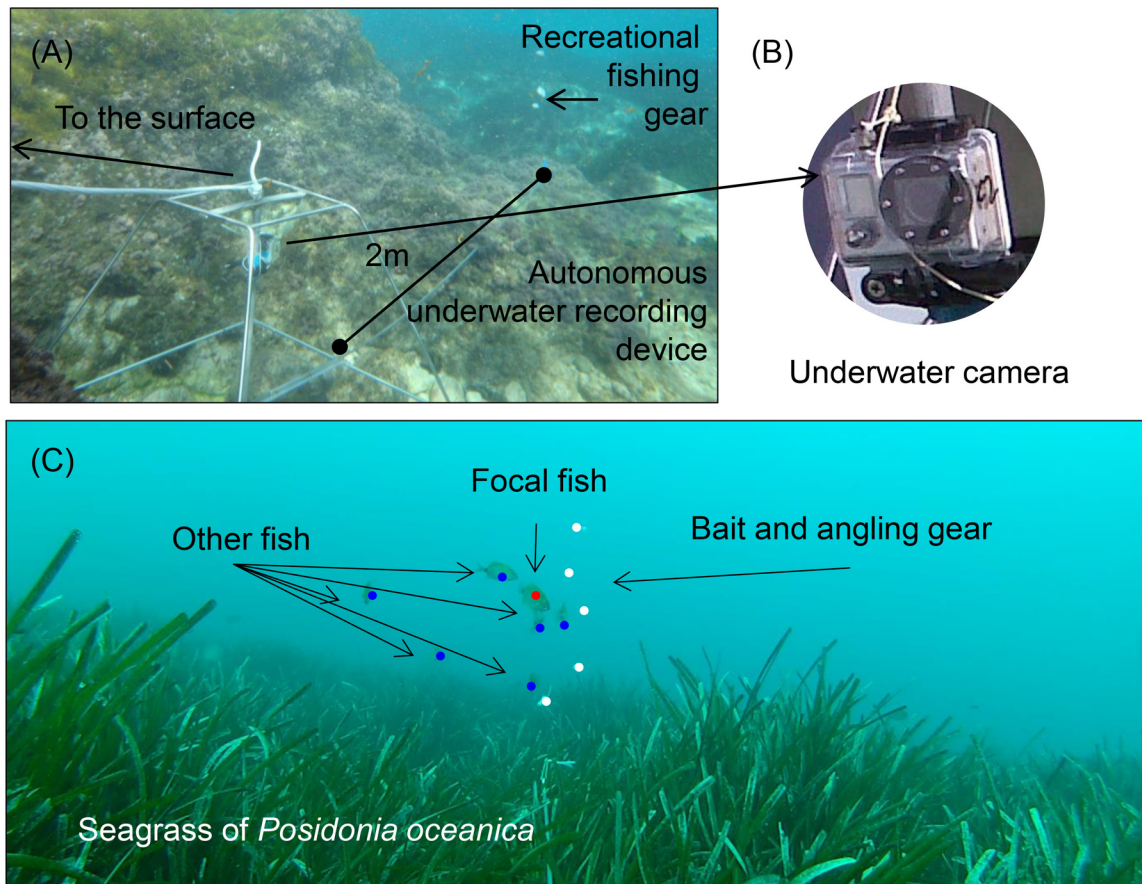 (A)
Recreational
fishing
gear
To the surface
2m
Autonomous
underwater recording
device
(B)
Underwater camera
(C)
Focal fish
Other fish
Bait and angling gear
Seagrass of Posidonia oceanica